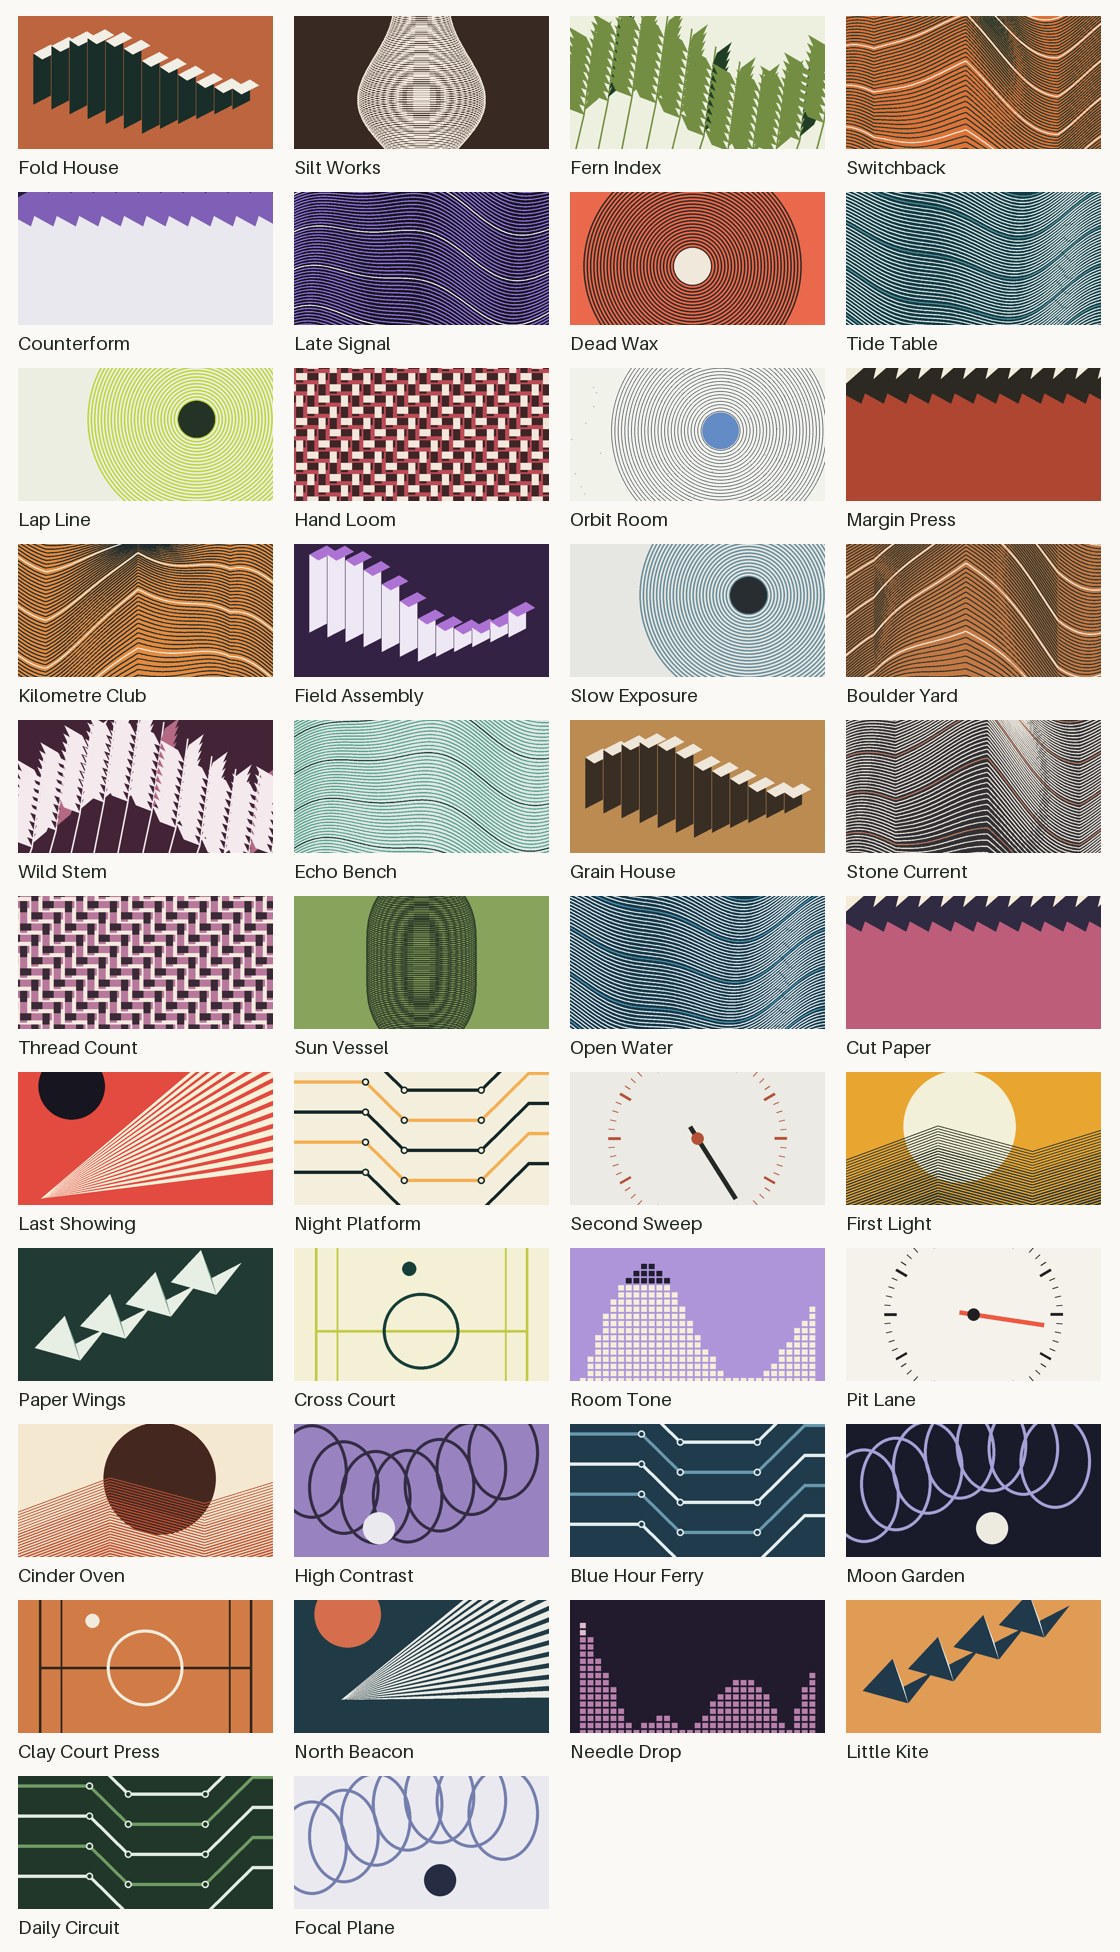 Fold House
Silt Works
Fern Index
Switchback
Counterform
Late Signal
Dead Wax
Tide Table
Lap Line
Hand Loom
Orbit Room
Margin Press
Kilometre Club
Field Assembly
Slow Exposure
Boulder Yard
Wild Stem
Echo Bench
Grain House
Stone Current
Thread Count
Sun Vessel
Open Water
Cut Paper
Last Showing
Night Platform
Second Sweep
First Light
Paper Wings
Cross Court
Room Tone
Pit Lane
Cinder Oven
High Contrast
Blue Hour Ferry
Moon Garden
Clay Court Press
North Beacon
Needle Drop
Little Kite
Daily Circuit
Focal Plane